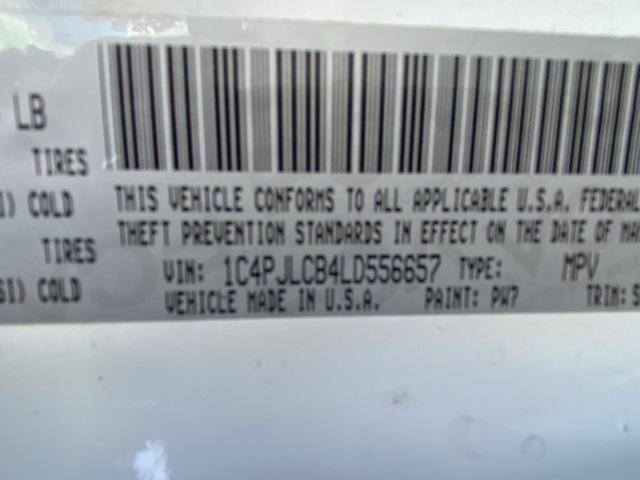 LB
TIRES
COLD
TIRES
COLD
THIS VEHICLE CONFORMS TO ALL APPLICABLE U.S.A. FEDERAL
THEFT PREVENTION STANDARDS IN EFFECT ON THE DATE OF MA
VIN: 1C4PJLCB4LD556657 TYPE: MPV
VEHICLE MADE IN U.S.A. PAINT: PW7 TRIM: